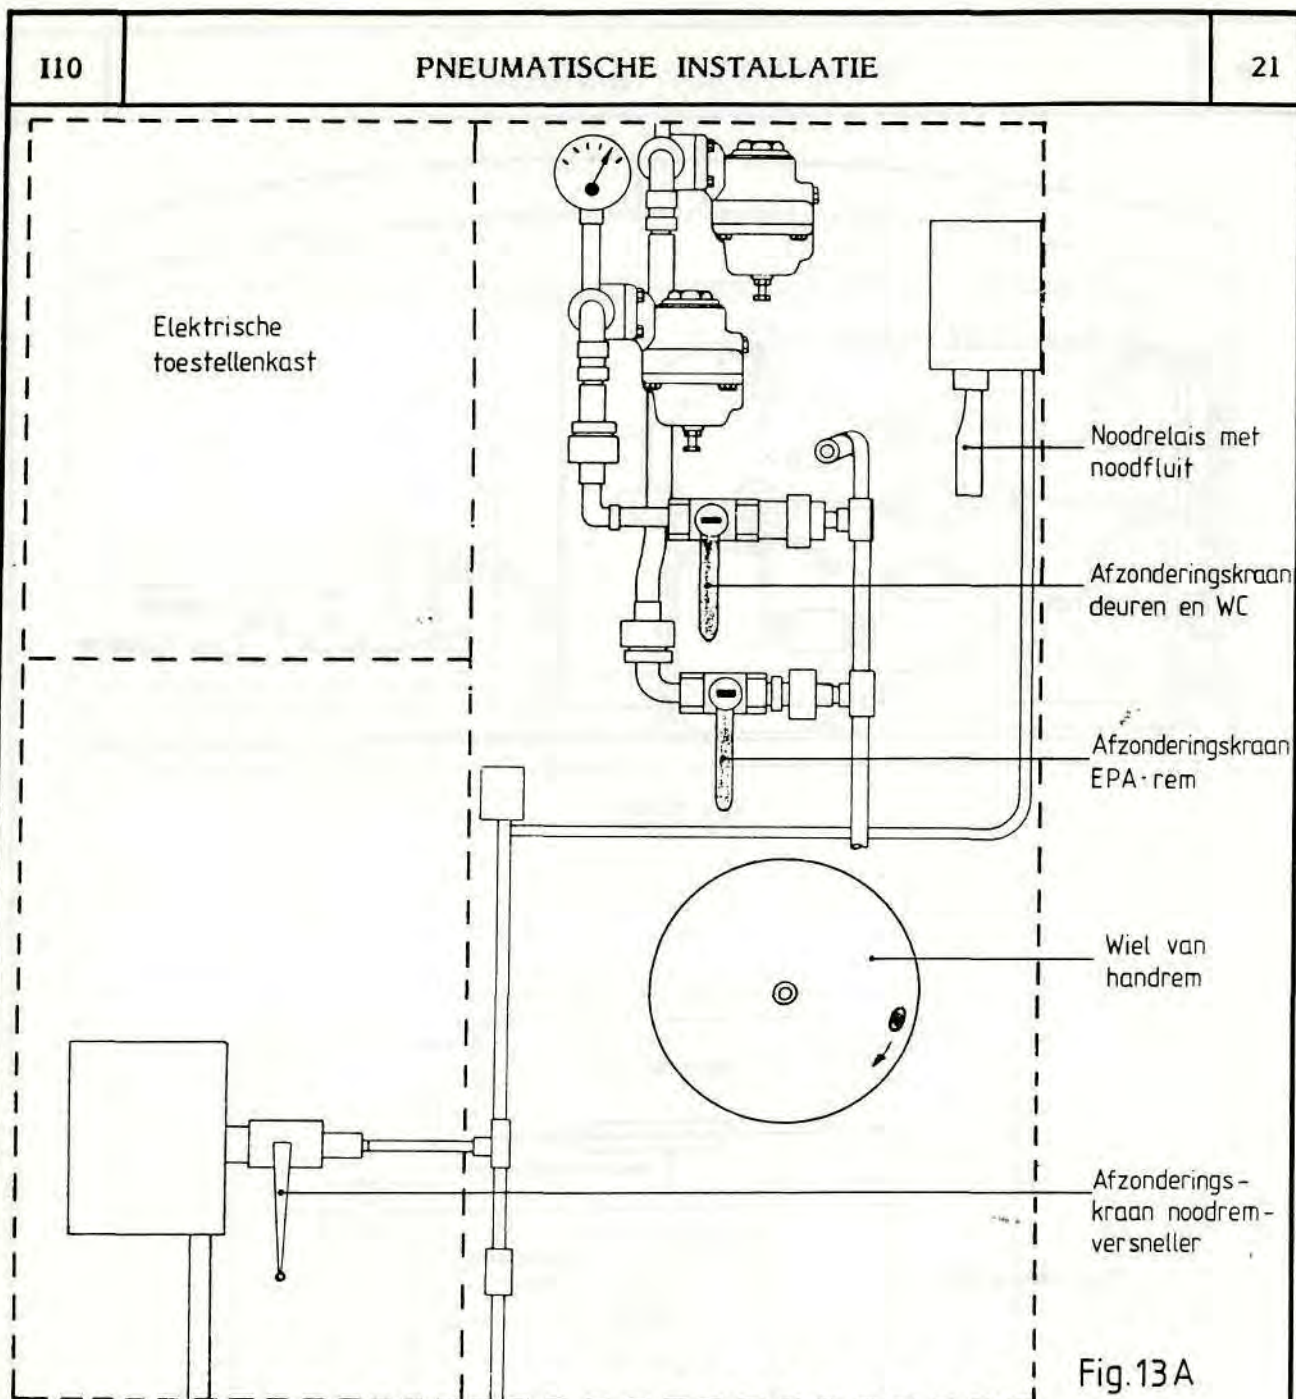 I10
PNEUMATISCHE INSTALLATIE
21
Elektrische
toestellenkast
Noodrelais met
noodfluit
Afzonderingskraan
deuren en WC
Afzonderingskraan
EPA-rem
Wiel van
handrem
Afzonderings-
kraan noodrem-
versneller
Fig.13A